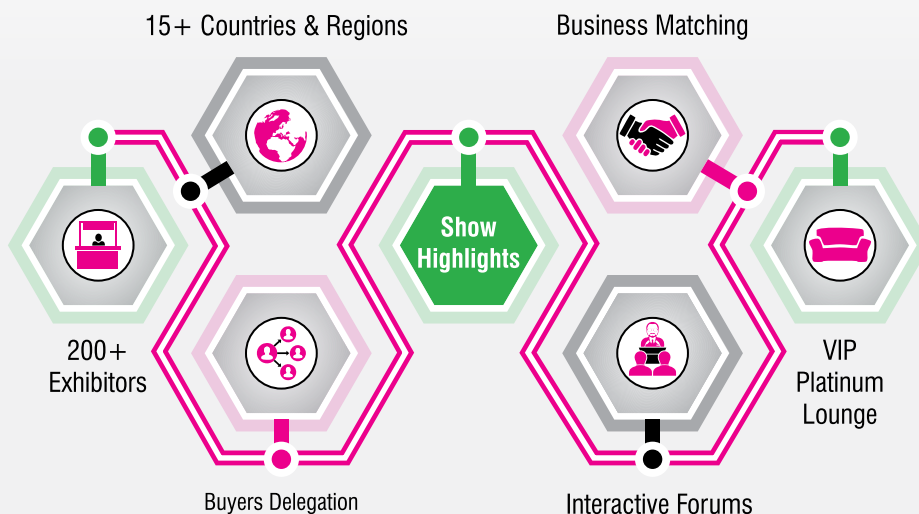 15+ Countries & Regions
Business Matching
Show
Highlights
200+
Exhibitors
VIP
Platinum
Lounge
Buyers Delegation
Interactive Forums